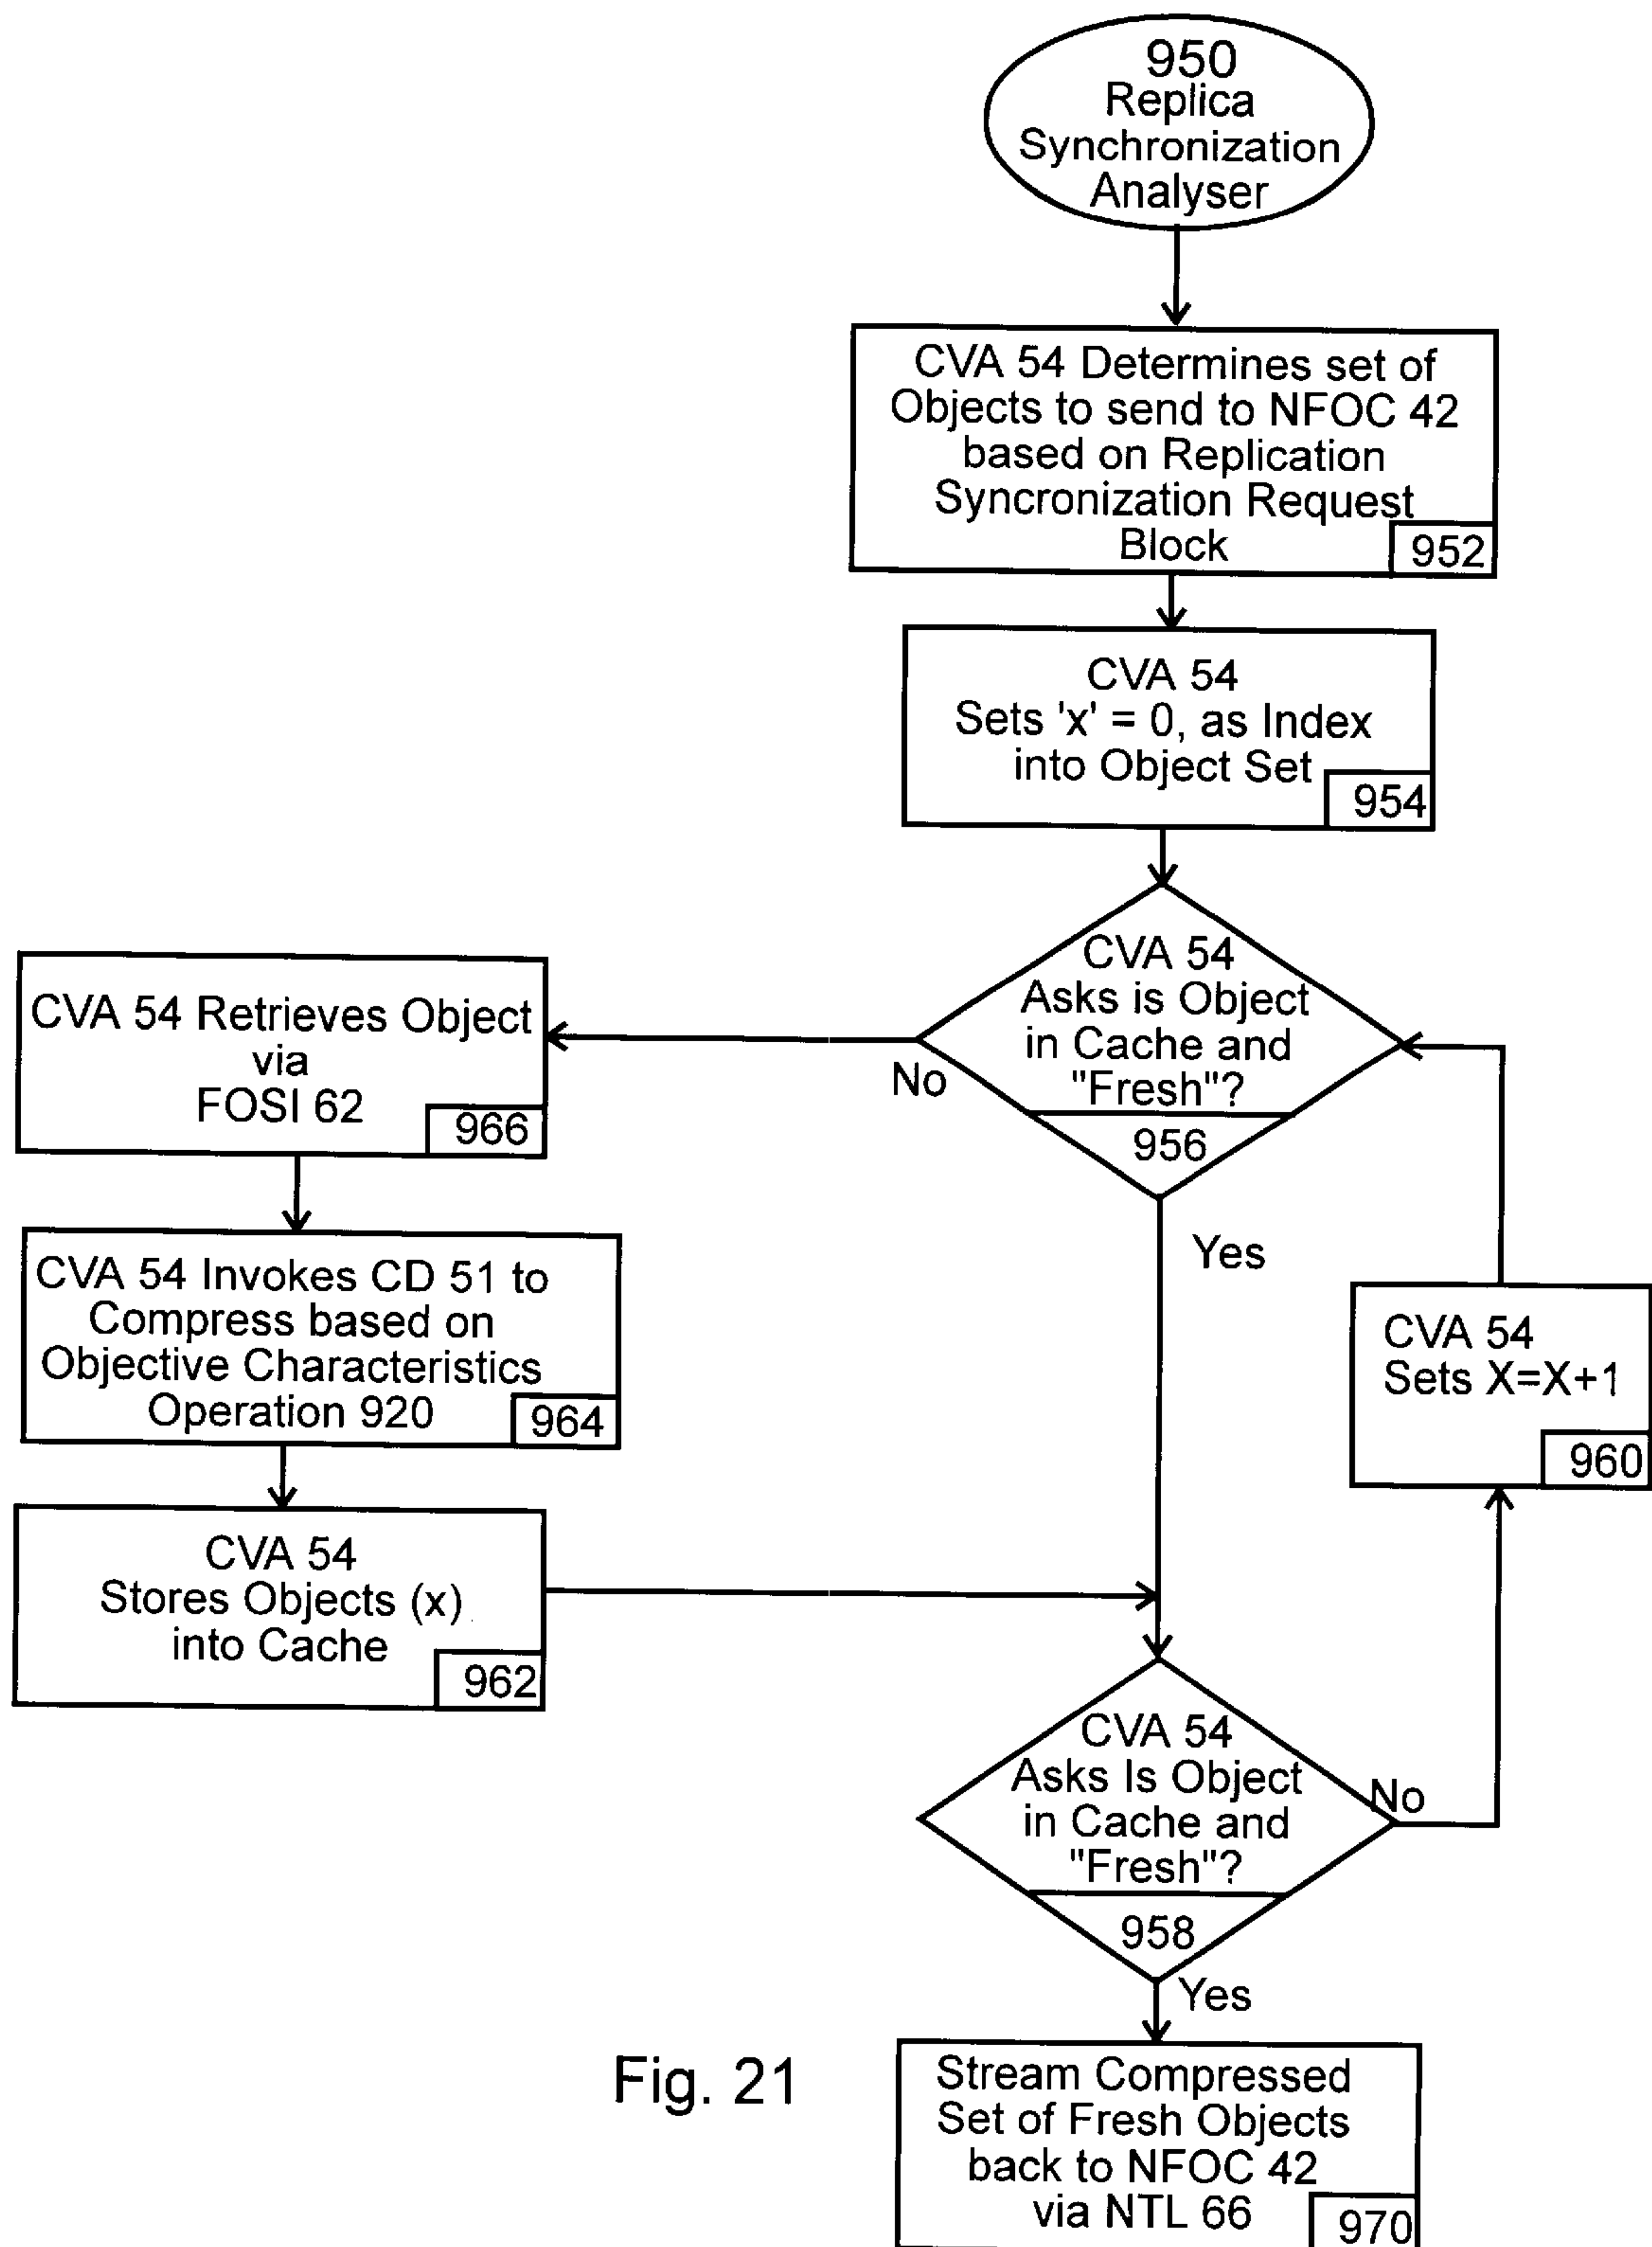 950
Replica
Synchronization
Analyser
CVA 54 Determines set of
Objects to send to NFOC 42
based on Replication
Syncronization Request
Block
952
CVA 54
Sets 'x' = 0, as Index
into Object Set
954
CVA 54
Asks is Object
in Cache and
"Fresh"?
956
No
Yes
CVA 54 Retrieves Object
via
FOSI 62
966
CVA 54 Invokes CD 51 to
Compress based on
Objective Characteristics
Operation 920
964
CVA 54
Sets X=X+1
960
CVA 54
Stores Objects (x)
into Cache
962
CVA 54
Asks Is Object
in Cache and
"Fresh"?
958
No
Yes
Stream Compressed
Set of Fresh Objects
back to NFOC 42
via NTL 66
970
Fig. 21